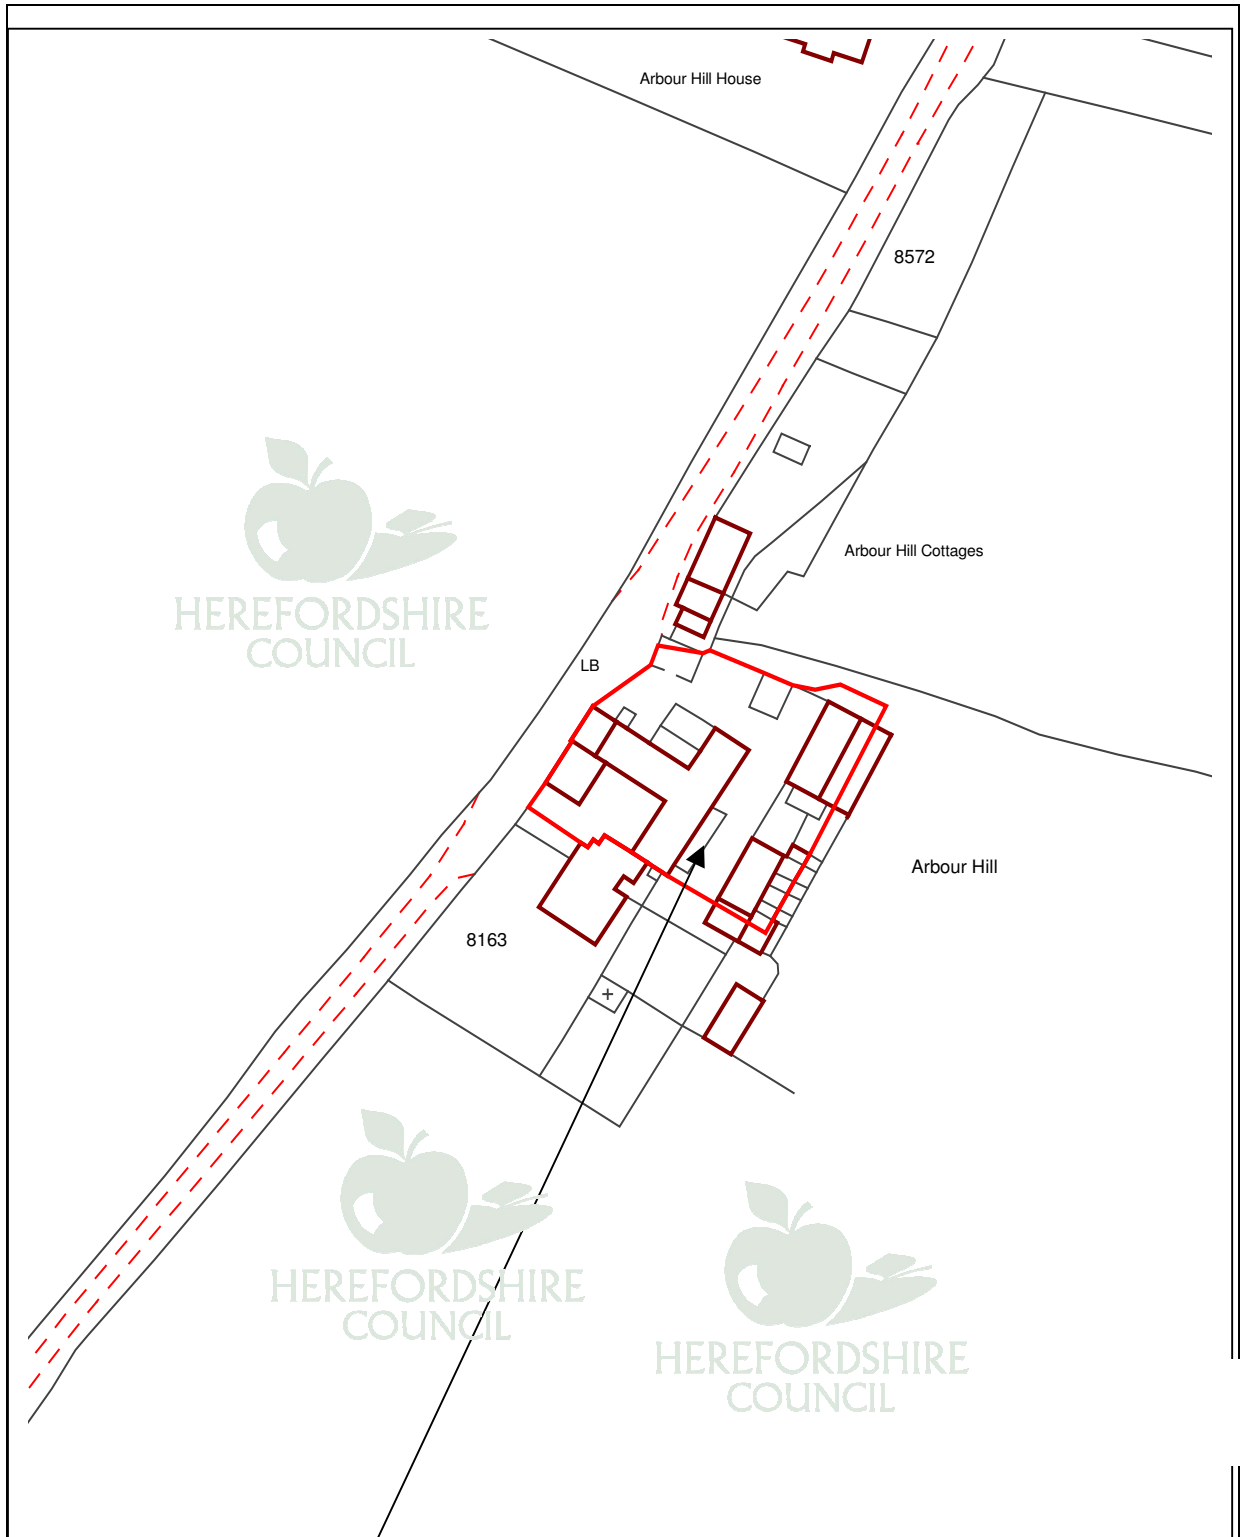 Arbour Hill House
8572
Arbour Hill Cottages
HEREFORDSHIRE
COUNCIL
LB
Arbour Hill
8163
HEREFORDSHIRE
COUNCIL
HEREFORDSHIRE
COUNCIL